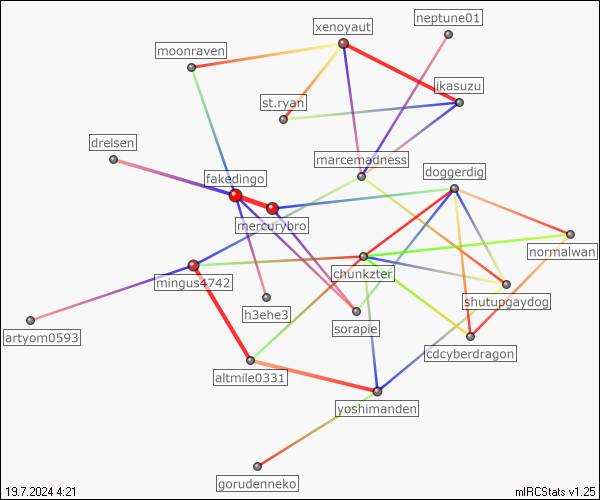 neptune01
xenoyaut
moonraven
ikasuzu
st.ryan
drelsen
marcemadness
doggerdig
fakedingo
mercurybro
normalwan
chunkzter
mingus4742
shutupgaydog
h3ehe3
sorapie
artyom0593
cdcyberdragon
altmile0331
yoshimanden
gorudenneko
19.7.2024 4:21
mIRCStats v1.25